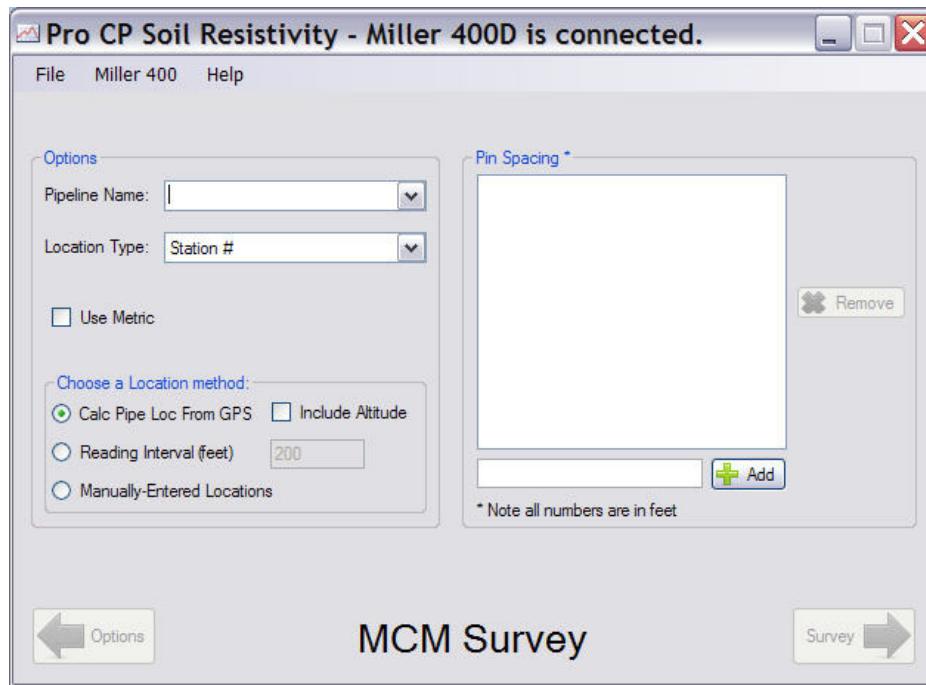 Pro CP Soil Resistivity - Miller 400D is connected.
File Miller 400 Help
Options
Pipeline Name:
Location Type: Station #
Use Metric
Choose a Location method:
Calc Pipe Loc From GPS Include Altitude
Reading Interval (feet) 200
Manually-Entered Locations
Pin Spacing *
Remove
Add
* Note all numbers are in feet
Options
MCM Survey
Survey